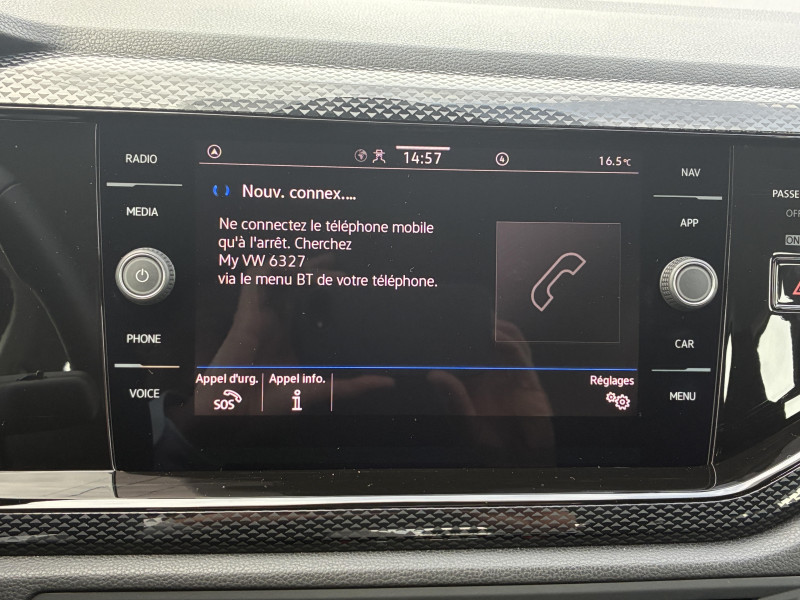 RADIO
MEDIA
PHONE
VOICE
14:57
4
16.5°C
Nouv. connex....
Ne connectez le téléphone mobile
qu'à l'arrêt. Cherchez
My VW 6327
via le menu BT de votre téléphone.
Appel d'urg.
SOS
Appel info.
i
Réglages
NAV
APP
CAR
MENU
PASSE
OF
ON